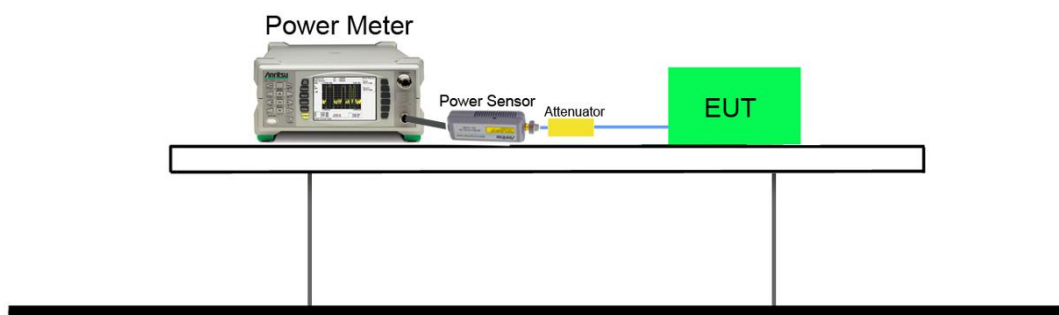 Power Meter
Anritsu
Power Sensor
Attenuator
EUT